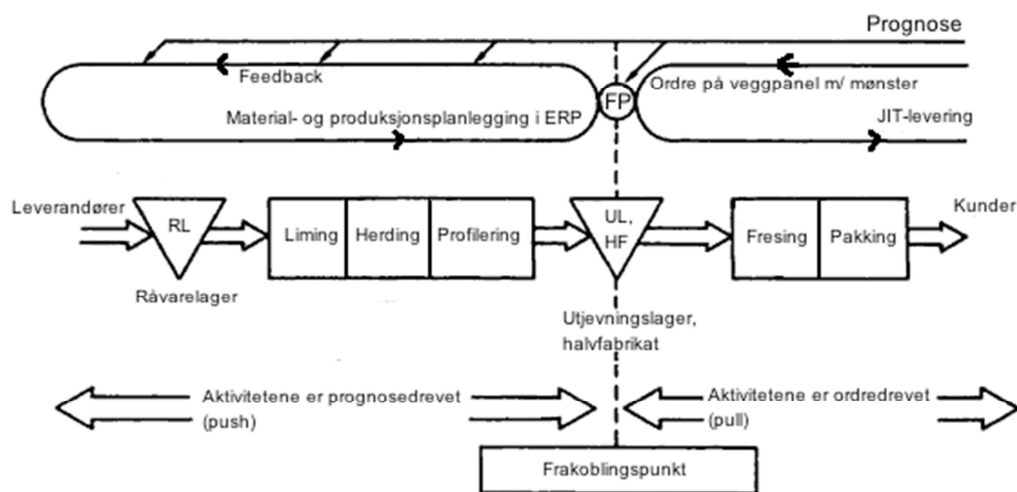 Prognose
Feedback
Ordre på veggpanel m/ mønster
FP
Material- og produksjonsplanlegging i ERP
JIT-levering
Leverandører
Kunder
RL
Liming
Herding
Profilering
UL,
HF
Fresing
Pakking
Råvarelager
Utjevningslager,
halvfabrikat
Aktivitetene er prognosedrevet
(push)
Aktivitetene er ordredrevet
(pull)
Frakoblingspunkt